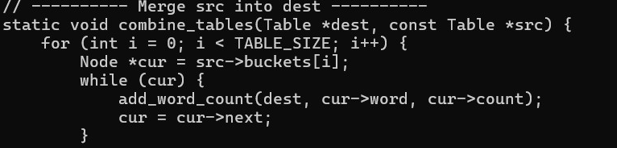 // ---------- Merge src into dest ----------
static void combine_tables(Table *dest, const Table *src) {
    for (int i = 0; i < TABLE_SIZE; i++) {
        Node *cur = src->buckets[i];
        while (cur) {
            add_word_count(dest, cur->word, cur->count);
            cur = cur->next;
        }